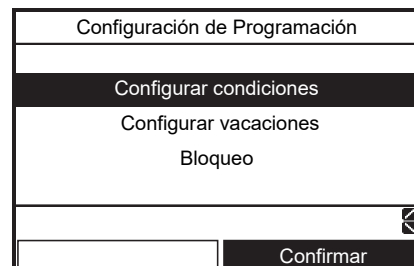 Configuración de Programación
Configurar condiciones
Configurar vacaciones
Bloqueo
Confirmar